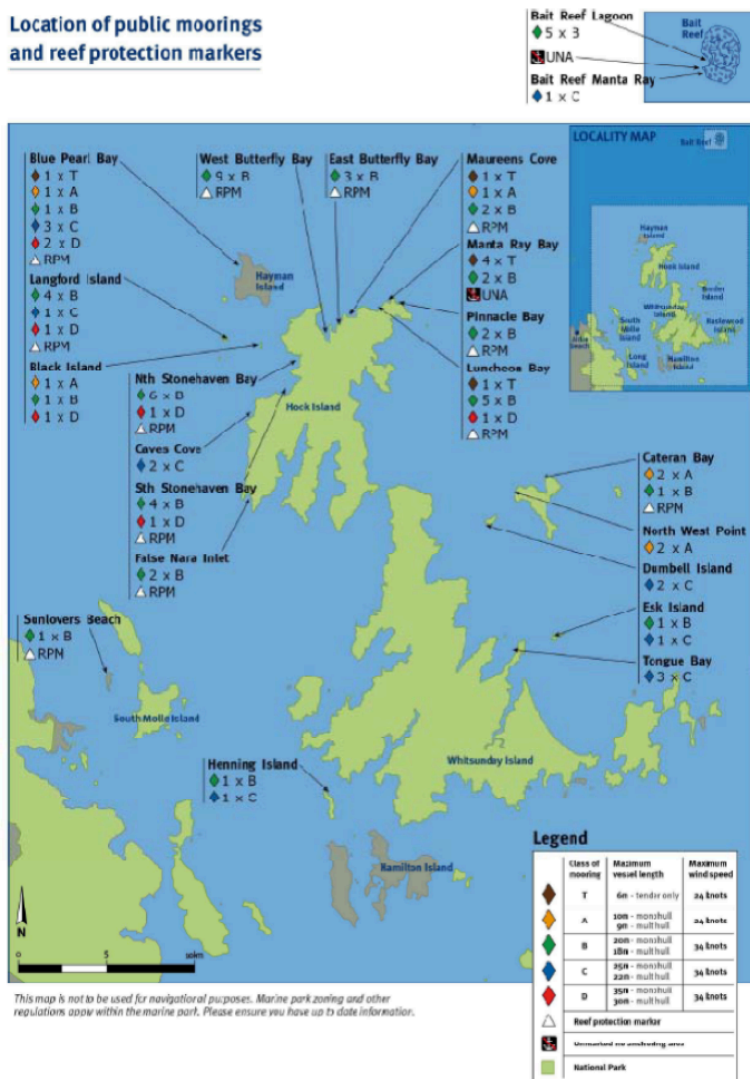 Location of public moorings
and reef protection markers
Bait Reef Lagoon
5 x 3
UNA
Bait Reef Manta Ray
1 x C
Bait
Reef
LOCALITY MAP
Bait Reef
Hayman
Island
Hook Island
Border
Island
Whitsunday
Island
Haslewood
Island
South
Molle
Island
Long
Island
Hamilton
Island
Beach
Blue Pearl Bay
1 x T
1 x A
1 x B
3 x C
2 x D
RPM
Langford Island
4 x B
1 x C
1 x D
RPM
Black Island
1 x A
1 x B
1 x D
West Butterfly Bay
9 x B
RPM
East Butterfly Bay
3 x B
RPM
Maureens Cove
1 x T
1 x A
2 x B
RPM
Manta Ray Bay
4 x T
2 x B
UNA
Pinnacle Bay
2 x B
RPM
Luncheon Bay
1 x T
5 x B
1 x D
RPM
Hayman
Island
Nth Stonehaven Bay
6 x B
1 x D
RPM
Caves Cove
2 x C
Sth Stonehaven Bay
4 x B
1 x D
RPM
False Nara Inlet
2 x B
RPM
Hook Island
Cateran Bay
2 x A
1 x B
RPM
North West Point
2 x A
Dumbell Island
2 x C
Esk Island
1 x B
1 x C
Tongue Bay
3 x C
Sunlovers Beach
1 x B
RPM
South Molle Island
Whitsunday Island
Henning Island
1 x B
1 x C
Hamilton Island
N
0 5 10km
Legend
Class of mooring Maximum vessel length Maximum wind speed
T 6m - tender only 24 knots
A 10m - monohull 9m - multihull 24 knots
B 20m - monohull 18m - multihull 34 knots
C 25m - monohull 22m - multihull 34 knots
D 35m - monohull 30m - multihull 34 knots
Reef protection marker
Unmarked no anchoring area
National Park
This map is not to be used for navigational purposes. Marine park zoning and other
regulations apply within the marine park. Please ensure you have up to date information.